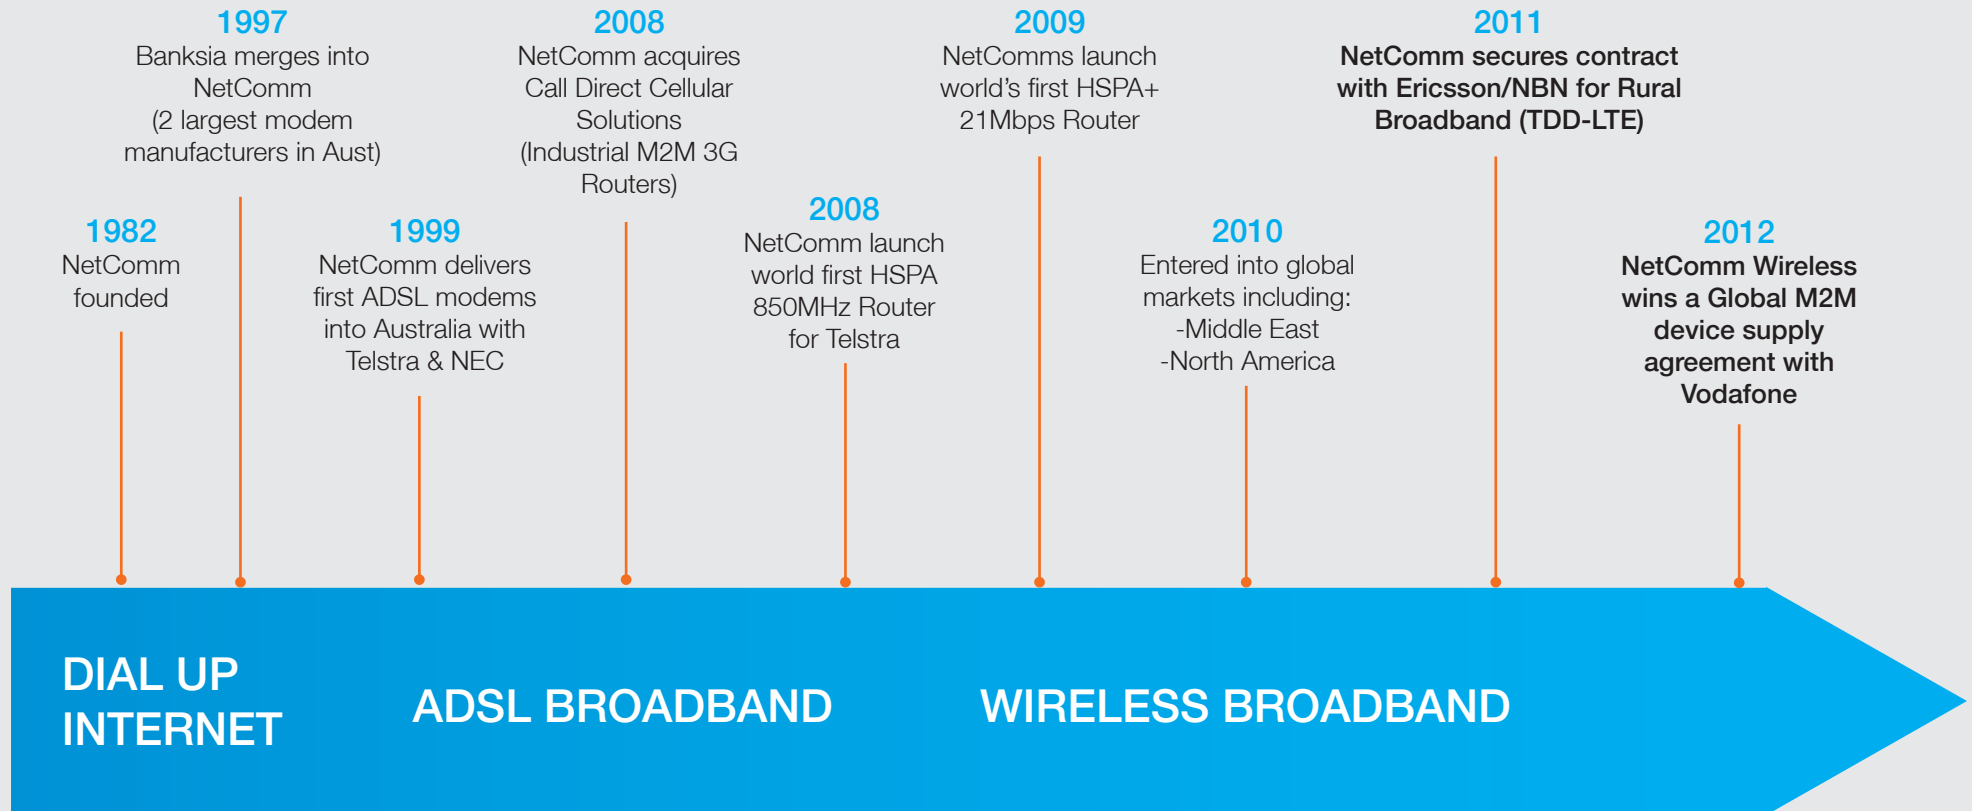 1997
Banksia merges into
NetComm
(2 largest modem
manufacturers in Aust)
2008
NetComm acquires
Call Direct Cellular
Solutions
(Industrial M2M 3G
Routers)
2009
NetComms launch
world's first HSPA+
21Mbps Router
2011
NetComm secures contract
with Ericsson/NBN for Rural
Broadband (TDD-LTE)
1982
NetComm
founded
1999
NetComm delivers
first ADSL modems
into Australia with
Telstra & NEC
2008
NetComm launch
world first HSPA
850MHz Router
for Telstra
2010
Entered into global
markets including:
-Middle East
-North America
2012
NetComm Wireless
wins a Global M2M
device supply
agreement with
Vodafone
DIAL UP
INTERNET
ADSL BROADBAND
WIRELESS BROADBAND